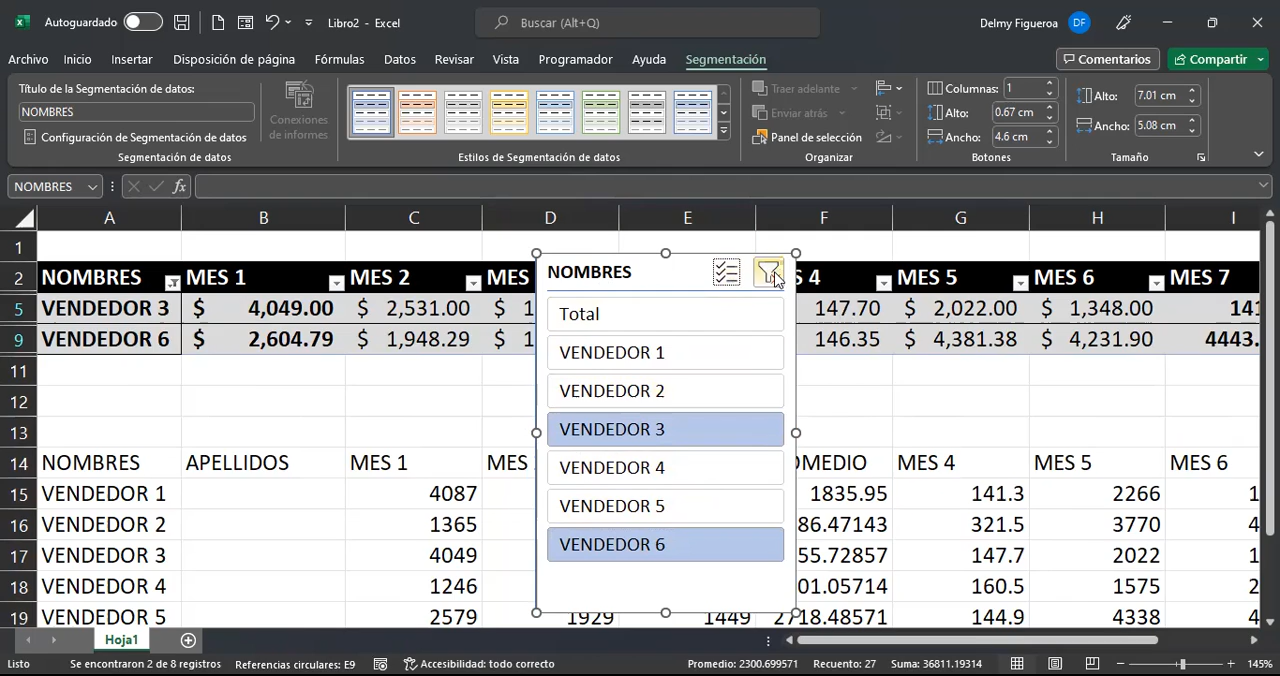 Autoguardado
Libro2 - Excel
Buscar (Alt+Q)
Delmy Figueroa
DF
Archivo Inicio Insertar Disposición de página Fórmulas Datos Revisar Vista Programador Ayuda Segmentación
Comentarios
Compartir
Título de la Segmentación de datos:
NOMBRES
Configuración de Segmentación de datos
Segmentación de datos
Conexiones
de informes
Estilos de Segmentación de datos
Traer adelante
Enviar atrás
Panel de selección
Organizar
Columnas: 1
Alto: 0.67 cm
Ancho: 4.6 cm
Botones
Alto: 7.01 cm
Ancho: 5.08 cm
Tamaño
NOMBRES
fx
A B C D E F G H I
1
2 NOMBRES MES 1 MES 2 MES S 4 MES 5 MES 6 MES 7
5 VENDEDOR 3 $ 4,049.00 $ 2,531.00 $ 1 147.70 $ 2,022.00 $ 1,348.00 141
9 VENDEDOR 6 $ 2,604.79 $ 1,948.29 $ 1 146.35 $ 4,381.38 $ 4,231.90 4443.
11
12
13
14 NOMBRES APELLIDOS MES 1 MES OMEDIO MES 4 MES 5 MES 6
15 VENDEDOR 1 4087 1835.95 141.3 2266 1
16 VENDEDOR 2 1365 86.47143 321.5 3770 4
17 VENDEDOR 3 4049 55.72857 147.7 2022 1
18 VENDEDOR 4 1246 01.05714 160.5 1575 2
19 VENDEDOR 5 2579 1929 1449 2718.48571 144.9 4338 4
NOMBRES
Total
VENDEDOR 1
VENDEDOR 2
VENDEDOR 3
VENDEDOR 4
VENDEDOR 5
VENDEDOR 6
Hoja1
Listo
Se encontraron 2 de 8 registros
Referencias circulares: E9
Accesibilidad: todo correcto
Promedio: 2300.699571
Recuento: 27
Suma: 36811.19314
145%